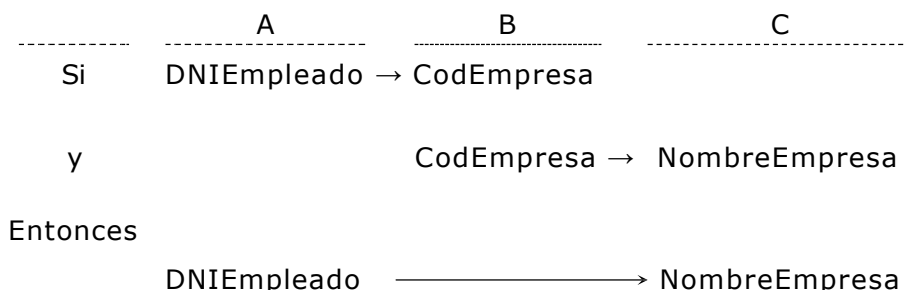 A B C
Si DNIEmpleado → CodEmpresa
y CodEmpresa → NombreEmpresa
Entonces
DNIEmpleado → NombreEmpresa